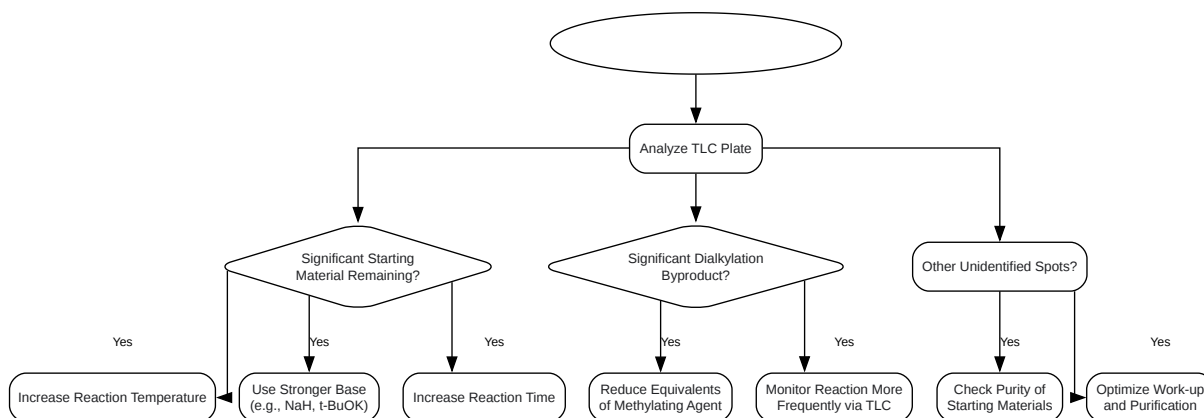 Analyze TLC Plate
Significant Starting
Material Remaining?
Significant Dialkylation
Byproduct?
Other Unidentified Spots?
Yes
Yes
Yes
Yes
Yes
Yes
Yes
Increase Reaction Temperature
Use Stronger Base
(e.g., NaH, t-BuOK)
Increase Reaction Time
Reduce Equivalents
of Methylating Agent
Monitor Reaction More
Frequently via TLC
Check Purity of
Starting Materials
Optimize Work-up
and Purification